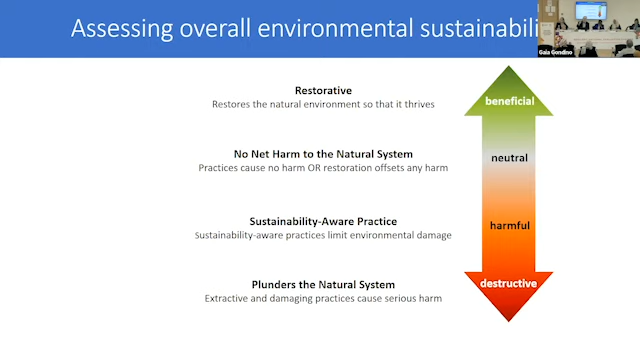 Assessing overall environmental sustainabili
Gaia Gondino
Restorative
Restores the natural environment so that it thrives
beneficial
No Net Harm to the Natural System
Practices cause no harm OR restoration offsets any harm
neutral
Sustainability-Aware Practice
Sustainability-aware practices limit environmental damage
harmful
Plunders the Natural System
Extractive and damaging practices cause serious harm
destructive